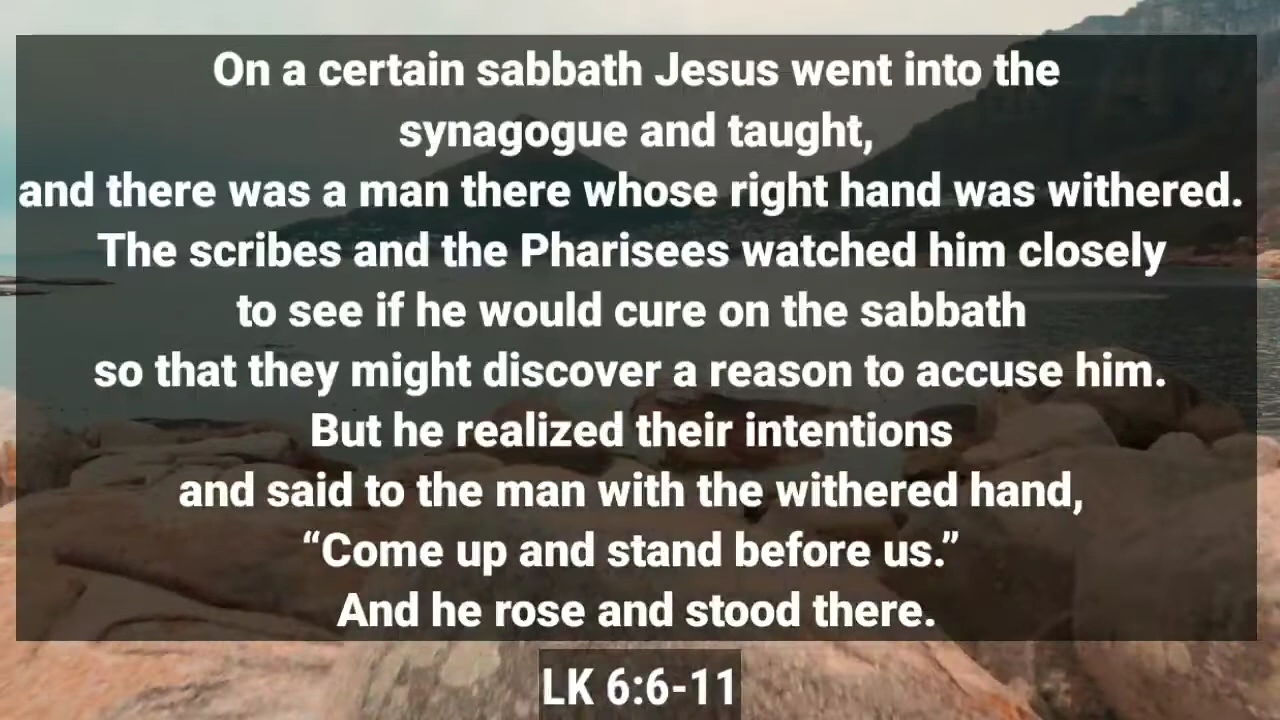 On a certain sabbath Jesus went into the
synagogue and taught,
and there was a man there whose right hand was withered.
The scribes and the Pharisees watched him closely
to see if he would cure on the sabbath
so that they might discover a reason to accuse him.
But he realized their intentions
and said to the man with the withered hand,
“Come up and stand before us.”
And he rose and stood there.
LK 6:6-11